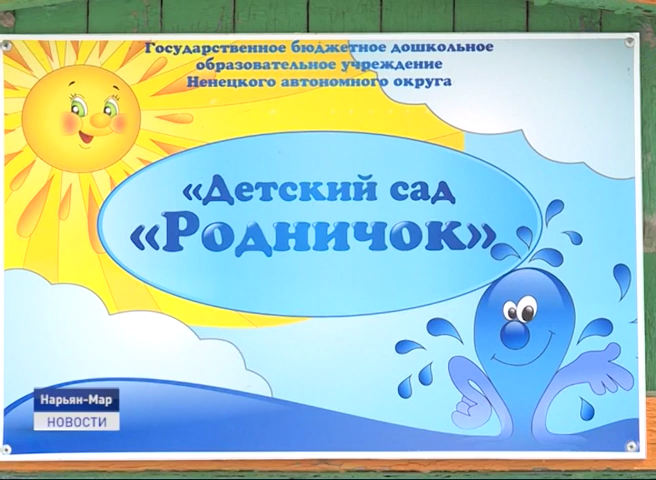 Государственное бюджетное дошкольное
образовательное учреждение
Ненецкого автономного округа
«Детский сад
«Родничок»
Нарьян-Мар
НОВОСТИ